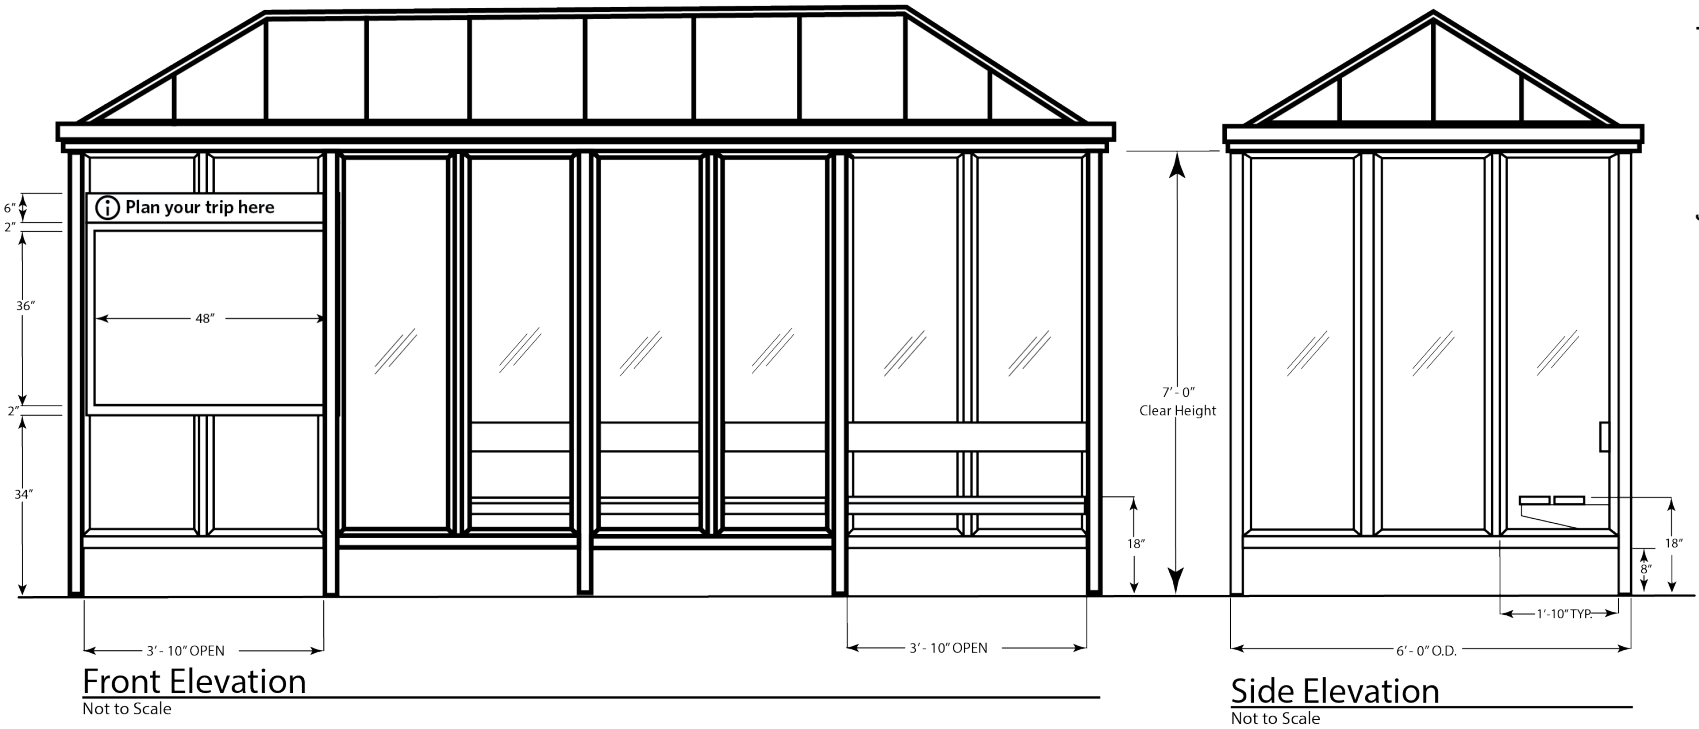 6”
Plan your trip here
2”
36”
48”
2”
34”
7’ - 0”
Clear Height
18”
18”
8”
1’-10” TYP.
3’ - 10” OPEN
3’ - 10” OPEN
6’ - 0” O.D.
Front Elevation
Not to Scale
Side Elevation
Not to Scale